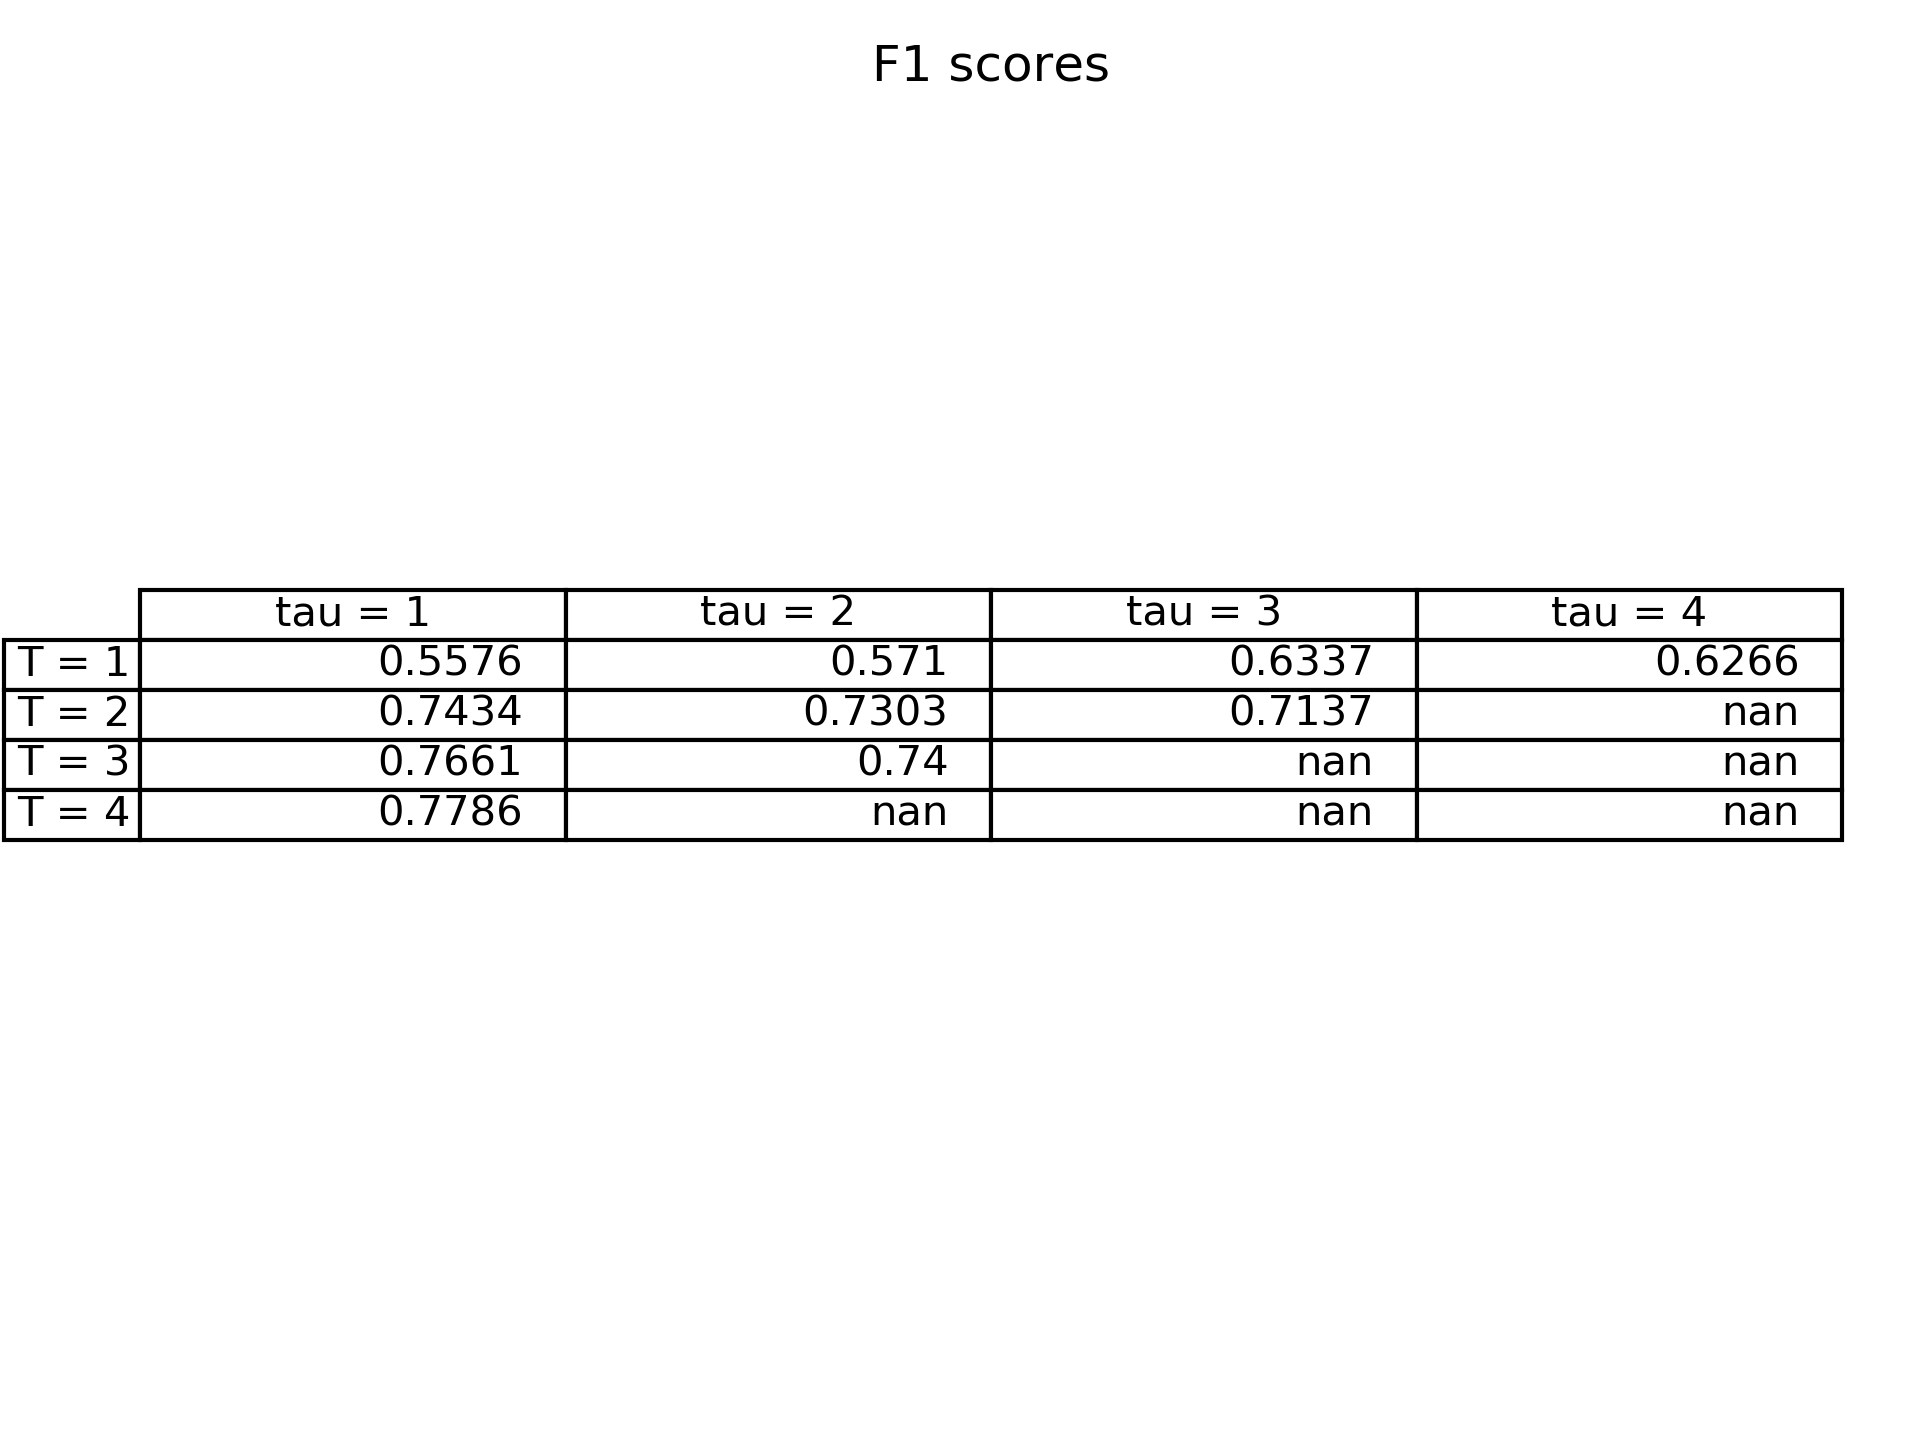 F1 scores
tau = 1 tau = 2 tau = 3 tau = 4
T = 1 0.5576 0.571 0.6337 0.6266
T = 2 0.7434 0.7303 0.7137 nan
T = 3 0.7661 0.74 nan nan
T = 4 0.7786 nan nan nan